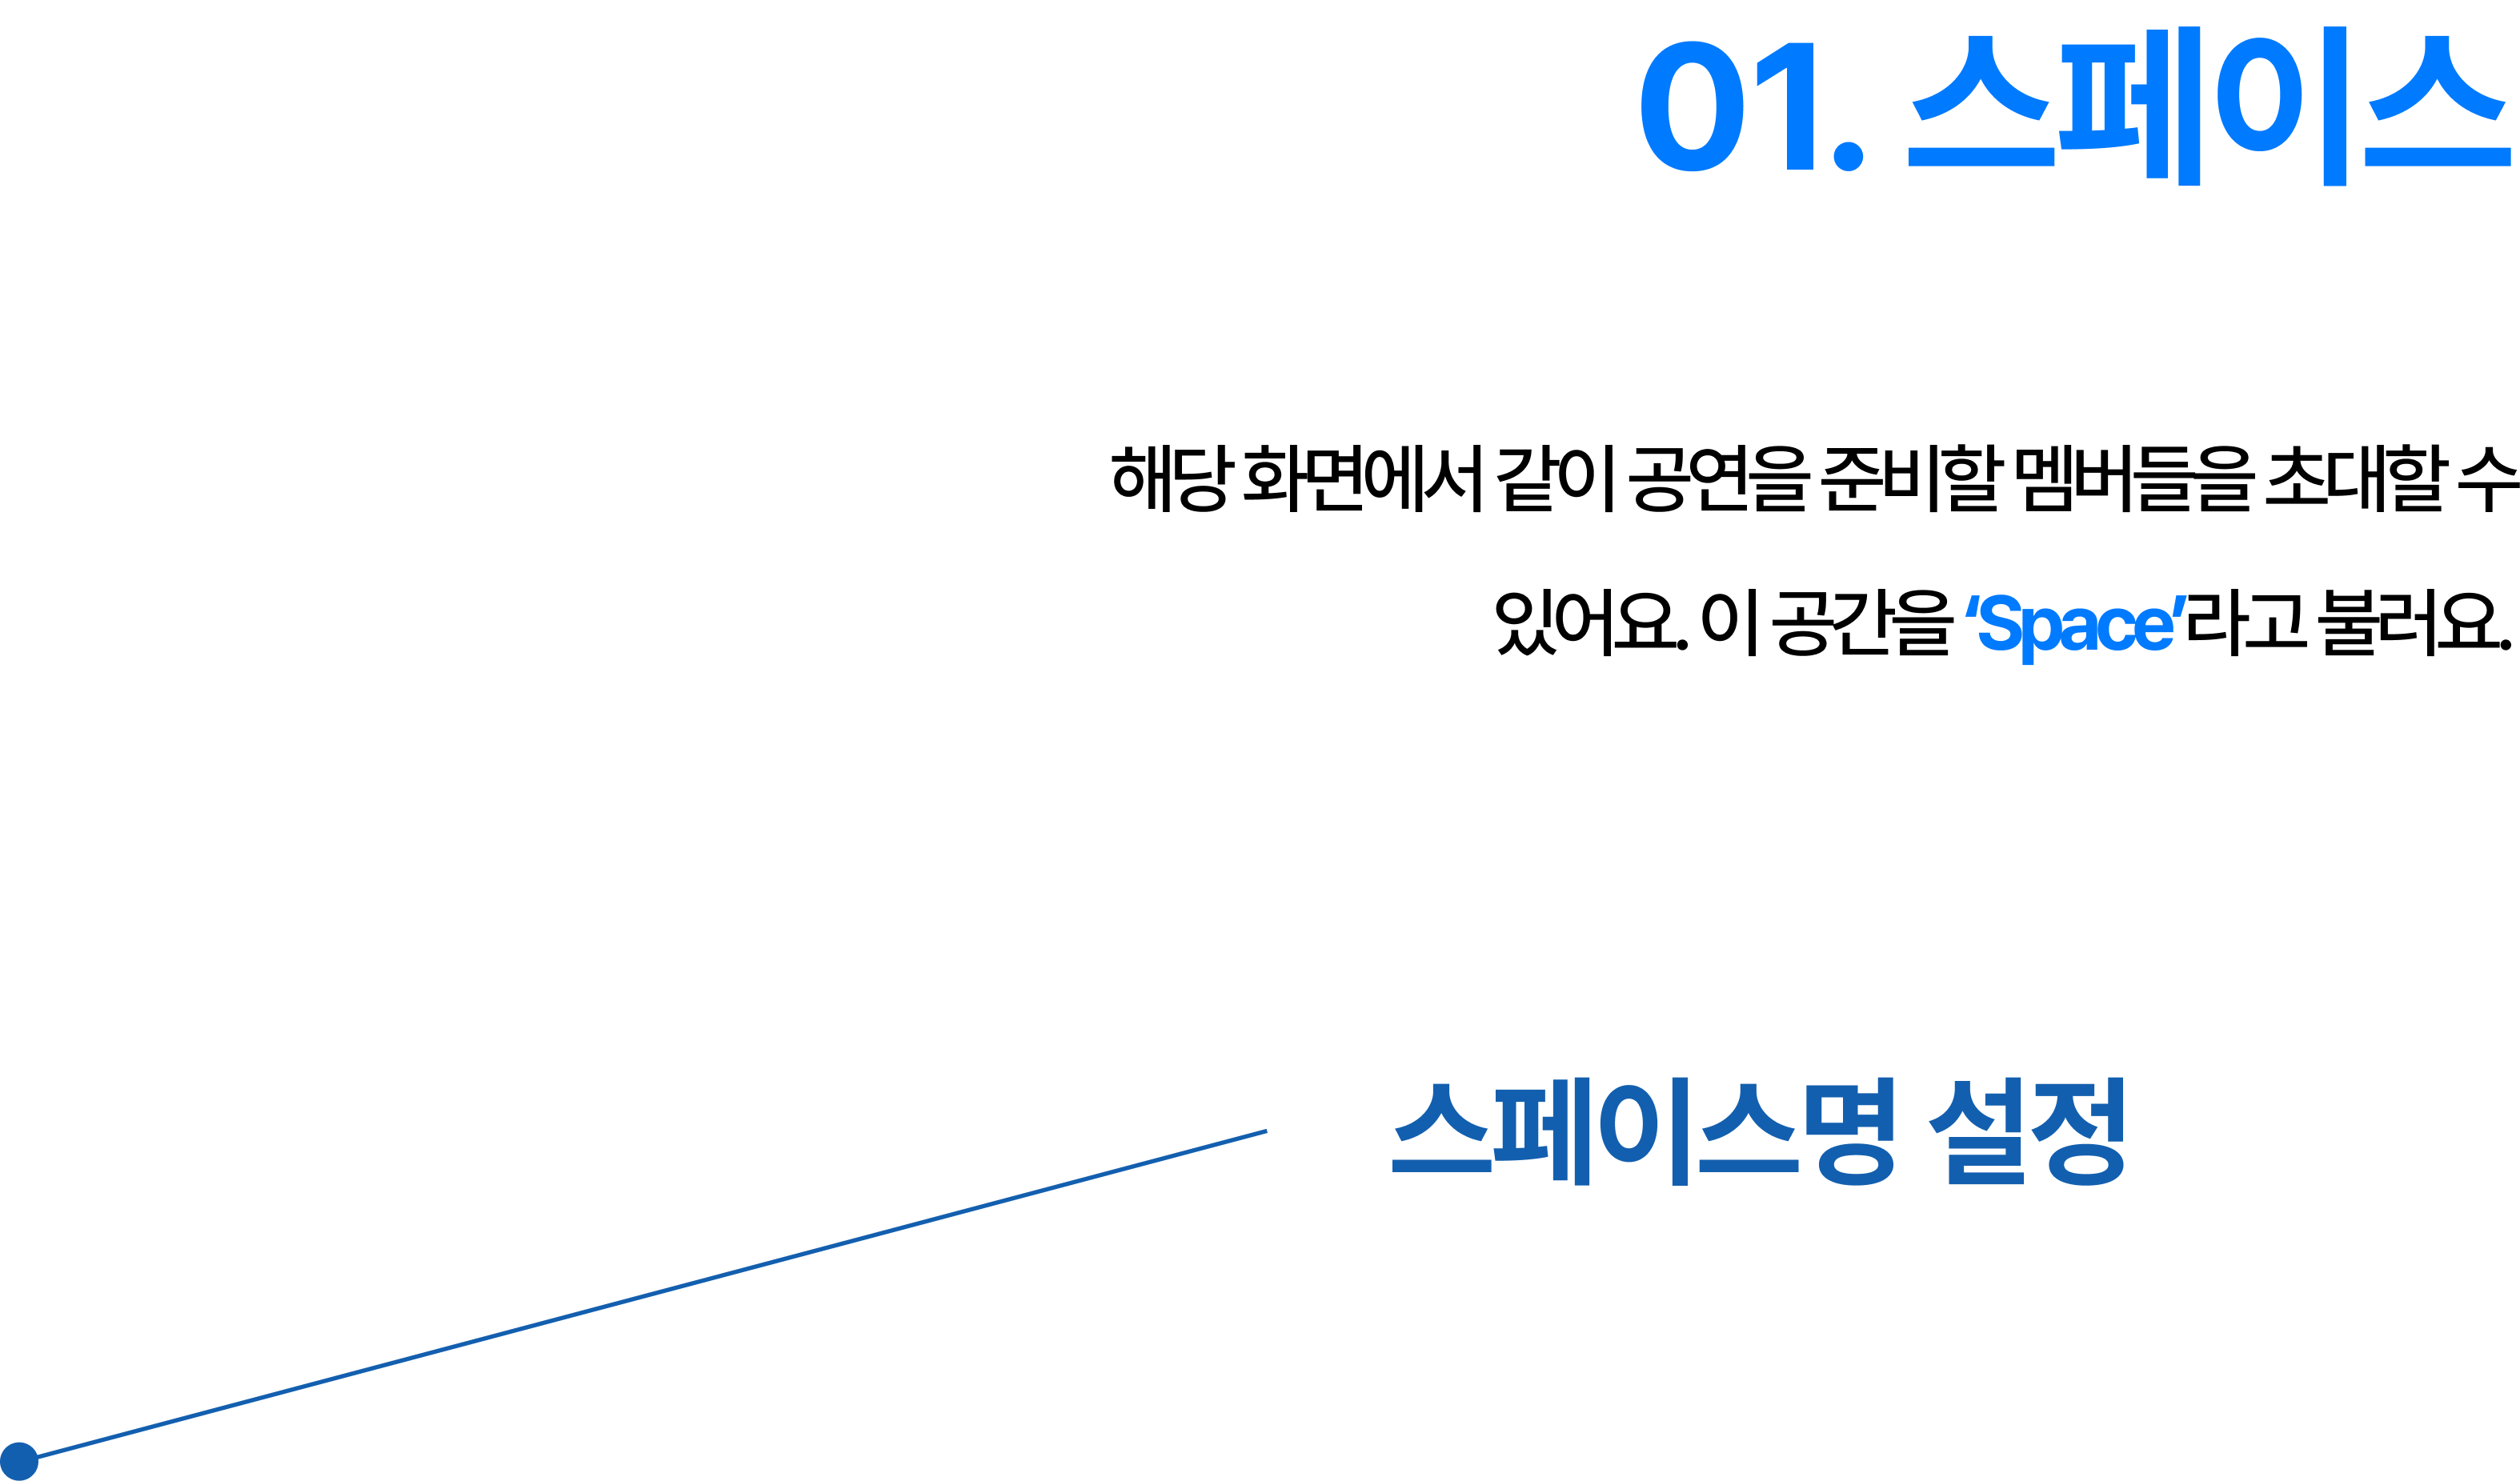 01. 스페이스
해당 화면에서 같이 공연을 준비할 멤버들을 초대할 수
있어요. 이 공간을 ‘Space’라고 불러요.
스페이스명 설정